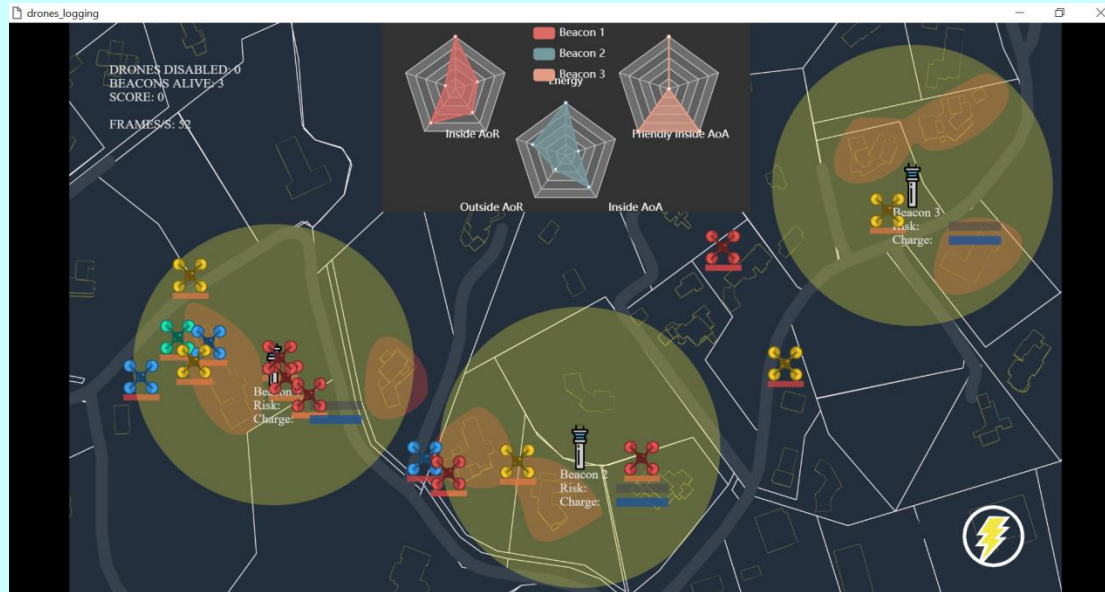 drones_logging
DRONES DISABLED: 0
BEACONS ALIVE: 3
SCORE: 0
FRAMES/S: 52
Beacon 1
Beacon 2
Beacon 3
Energy
Inside AoR
Friendly Inside AoA
Outside AoR
Inside AoA
Beacon 3
Risk:
Charge:
Beacon
Risk:
Charge:
Beacon 2
Risk:
Charge: